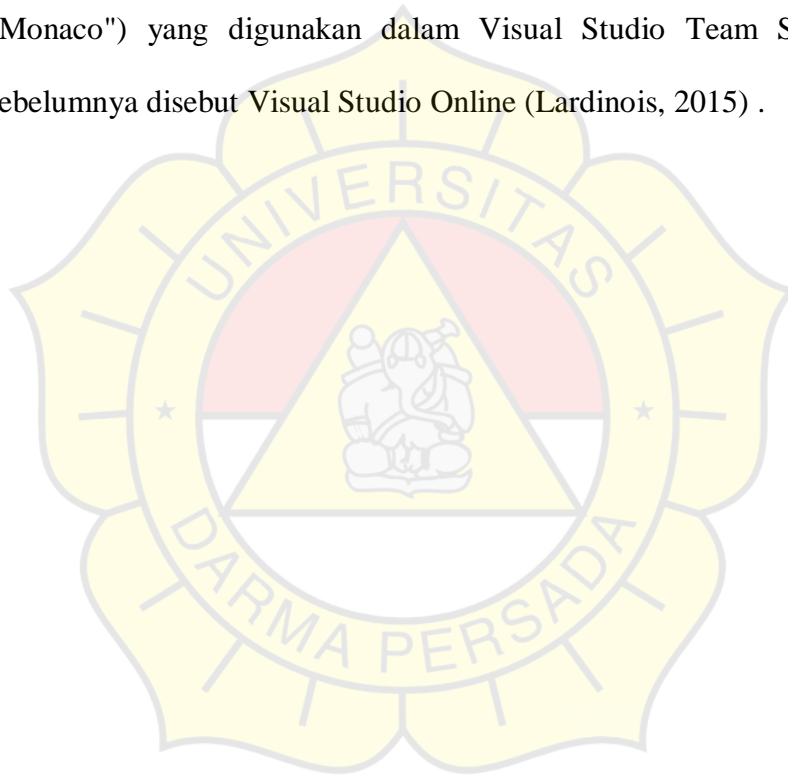 Monaco") yang digunakan dalam Visual Studio Team S
ebelumnya disebut Visual Studio Online (Lardinois, 2015) .
UNIVERSITAS
DARMA PERSADA